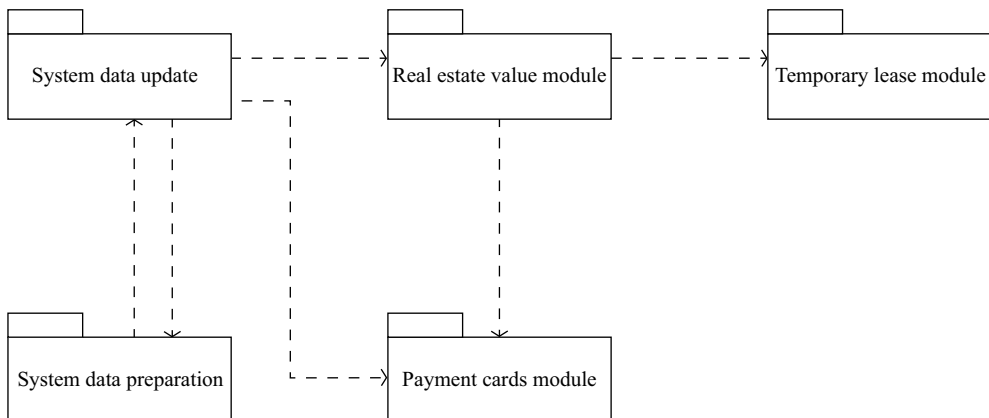 System data update
Real estate value module
Temporary lease module
System data preparation
Payment cards module